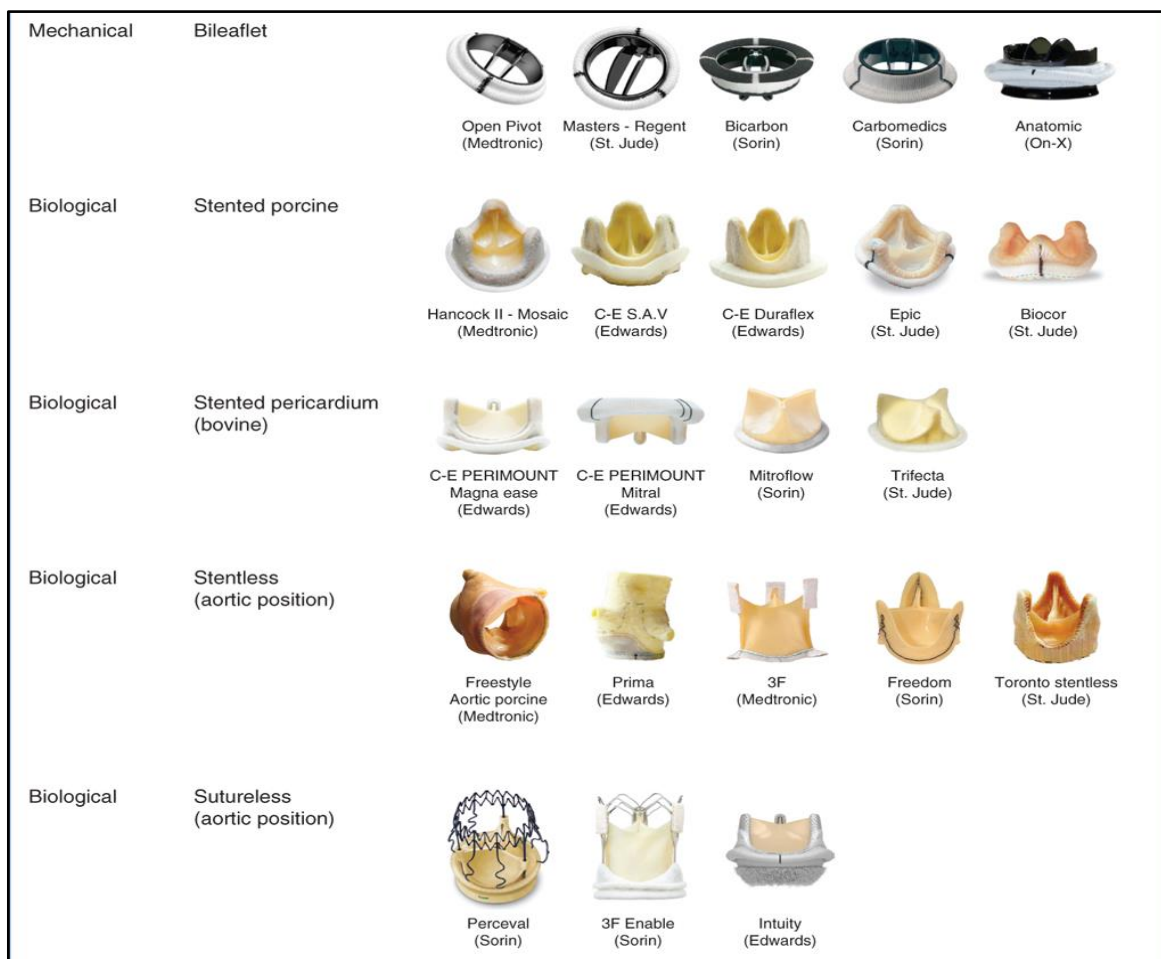 Mechanical Bileaflet
Open Pivot
(Medtronic)
Masters - Regent
(St. Jude)
Bicarbon
(Sorin)
Carbomedics
(Sorin)
Anatomic
(On-X)
Biological Stented porcine
Hancock II - Mosaic
(Medtronic)
C-E S.A.V
(Edwards)
C-E Duraflex
(Edwards)
Epic
(St. Jude)
Biocor
(St. Jude)
Biological Stented pericardium
(bovine)
C-E PERIMOUNT
Magna ease
(Edwards)
C-E PERIMOUNT
Mitral
(Edwards)
Mitroflow
(Sorin)
Trifecta
(St. Jude)
Biological Stentless
(aortic position)
Freestyle
Aortic porcine
(Medtronic)
Prima
(Edwards)
3F
(Medtronic)
Freedom
(Sorin)
Toronto stentless
(St. Jude)
Biological Sutureless
(aortic position)
Perceval
(Sorin)
3F Enable
(Sorin)
Intuity
(Edwards)